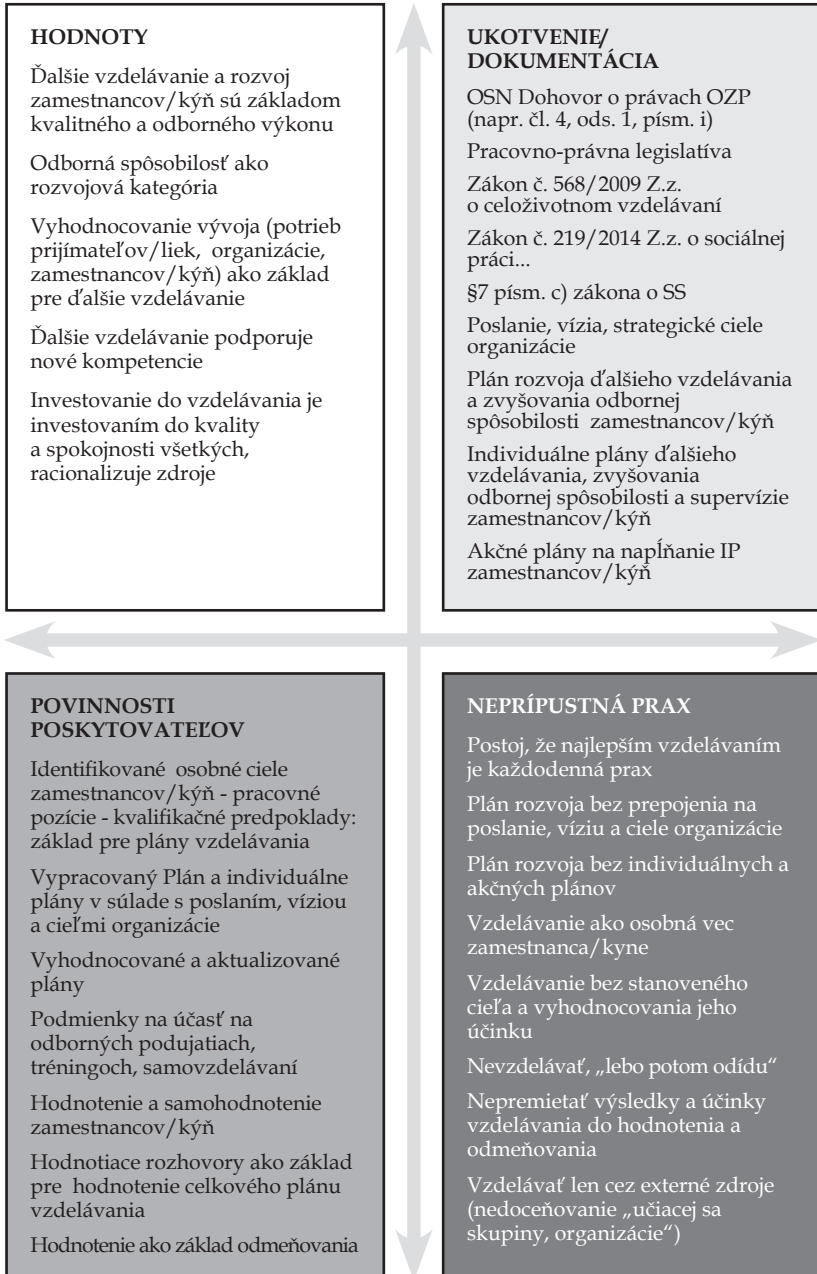 HODNOTY
Ďalšie vzdelávanie a rozvoj
zamestnancov/kýň sú základom
kvalitného a odborného výkonu
Odborná spôsobilosť ako
rozvojová kategória
Vyhodnocovanie vývoja (potrieb
prijímateľov/liek, organizácie,
zamestnancov/kýň) ako základ
pre ďalšie vzdelávanie
Ďalšie vzdelávanie podporuje
nové kompetencie
Investovanie do vzdelávania je
investovaním do kvality
a spokojnosti všetkých,
racionalizuje zdroje
UKOTVENIE/
DOKUMENTÁCIA
OSN Dohovor o právach OZP
(napr. čl. 4, ods. 1, písm. i)
Pracovno-právna legislatíva
Zákon č. 568/2009 Z.z.
o celoživotnom vzdelávaní
Zákon č. 219/2014 Z.z. o sociálnej
práci...
§7 písm. c) zákona o SS
Poslanie, vízia, strategické ciele
organizácie
Plán rozvoja ďalšieho vzdelávania
a zvyšovania odbornej
spôsobilosti zamestnancov/kýň
Individuálne plány ďalšieho
vzdelávania, zvyšovania
odbornej spôsobilosti a supervízie
zamestnancov/kýň
Akčné plány na napĺňanie IP
zamestnancov/kýň
POVINNOSTI
POSKYTOVATEĽOV
Identifikované osobné ciele
zamestnancov/kýň - pracovné
pozície - kvalifikačné predpoklady:
základ pre plány vzdelávania
Vypracovaný Plán a individuálne
plány v súlade s poslaním, víziou
a cieľmi organizácie
Vyhodnocované a aktualizované
plány
Podmienky na účasť na
odborných podujatiach,
tréningoch, samovzdelávaní
Hodnotenie a samohodnotenie
zamestnancov/kýň
Hodnotiace rozhovory ako základ
pre hodnotenie celkového plánu
vzdelávania
Hodnotenie ako základ odmeňovania
NEPRÍPUSTNÁ PRAX
Postoj, že najlepším vzdelávaním
je každodenná prax
Plán rozvoja bez prepojenia na
poslanie, víziu a ciele organizácie
Plán rozvoja bez individuálnych a
akčných plánov
Vzdelávanie ako osobná vec
zamestnanca/kyne
Vzdelávanie bez stanoveného
cieľa a vyhodnocovania jeho
účinku
Nevzdelávať, „lebo potom odídu“
Nepremietať výsledky a účinky
vzdelávania do hodnotenia a
odmeňovania
Vzdelávať len cez externé zdroje
(nedoceňovanie „učiacej sa
skupiny, organizácie“)